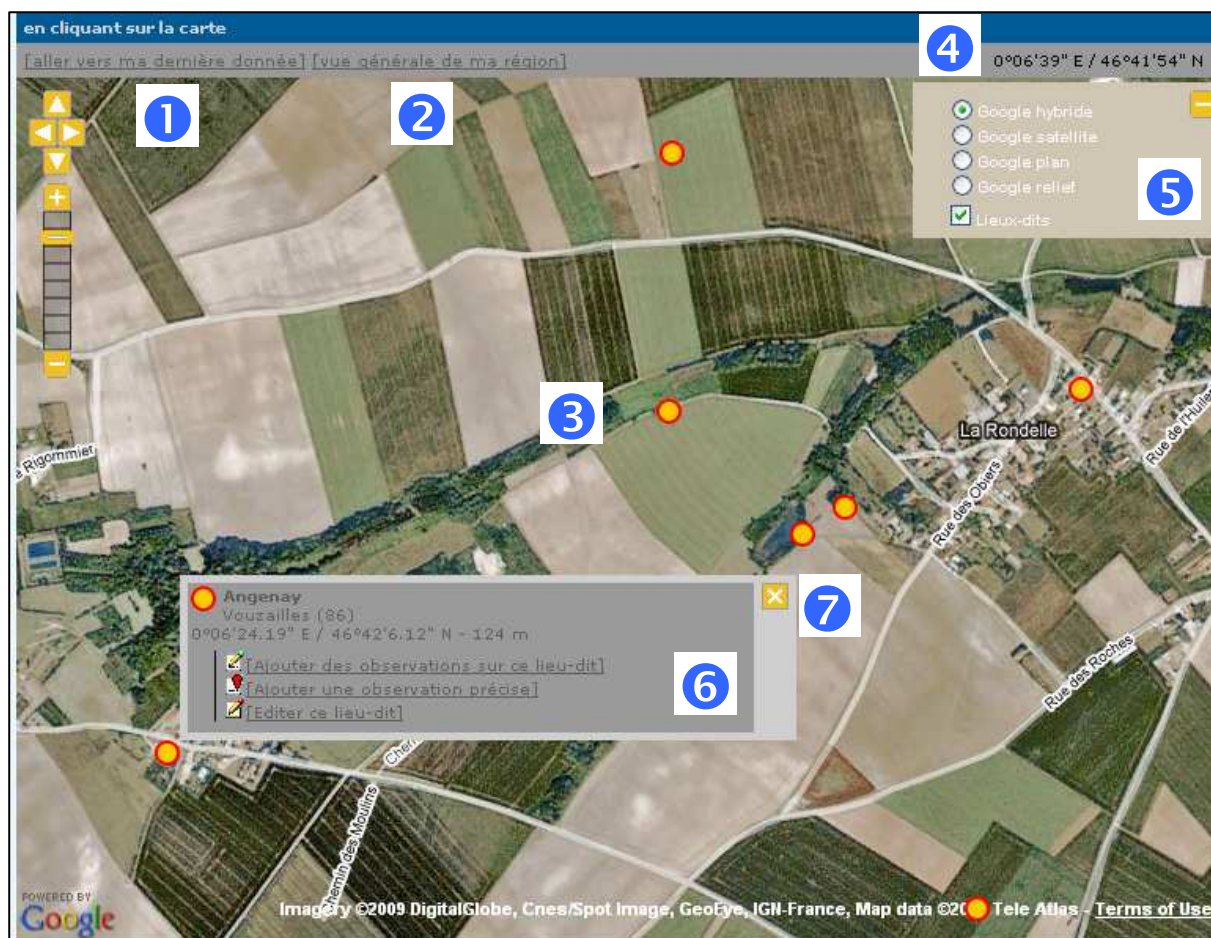 en cliquant sur la carte
[aller vers ma dernière donnée] [vue générale de ma région]
4
0°06'39" E / 46°41'54" N
1
2
Google hybride
Google satellite
Google plan
Google relief
Lieux-dits
5
3
La Rondelle
Rue de l'Huiler
Rigommier
Rue des Obiers
Angenay
Vouzailles (86)
0°06'24.19" E / 46°42'6.12" N - 124 m
[Ajouter des observations sur ce lieu-dit]
[Ajouter une observation précise]
[Editer ce lieu-dit]
7
6
Rue des Roches
Chem
Chemin des Moulins
POWERED BY
Google
Imagery ©2009 DigitalGlobe, Cnes/Spot Image, GeoEye, IGN-France, Map data ©20 Tele Atlas - Terms of Use